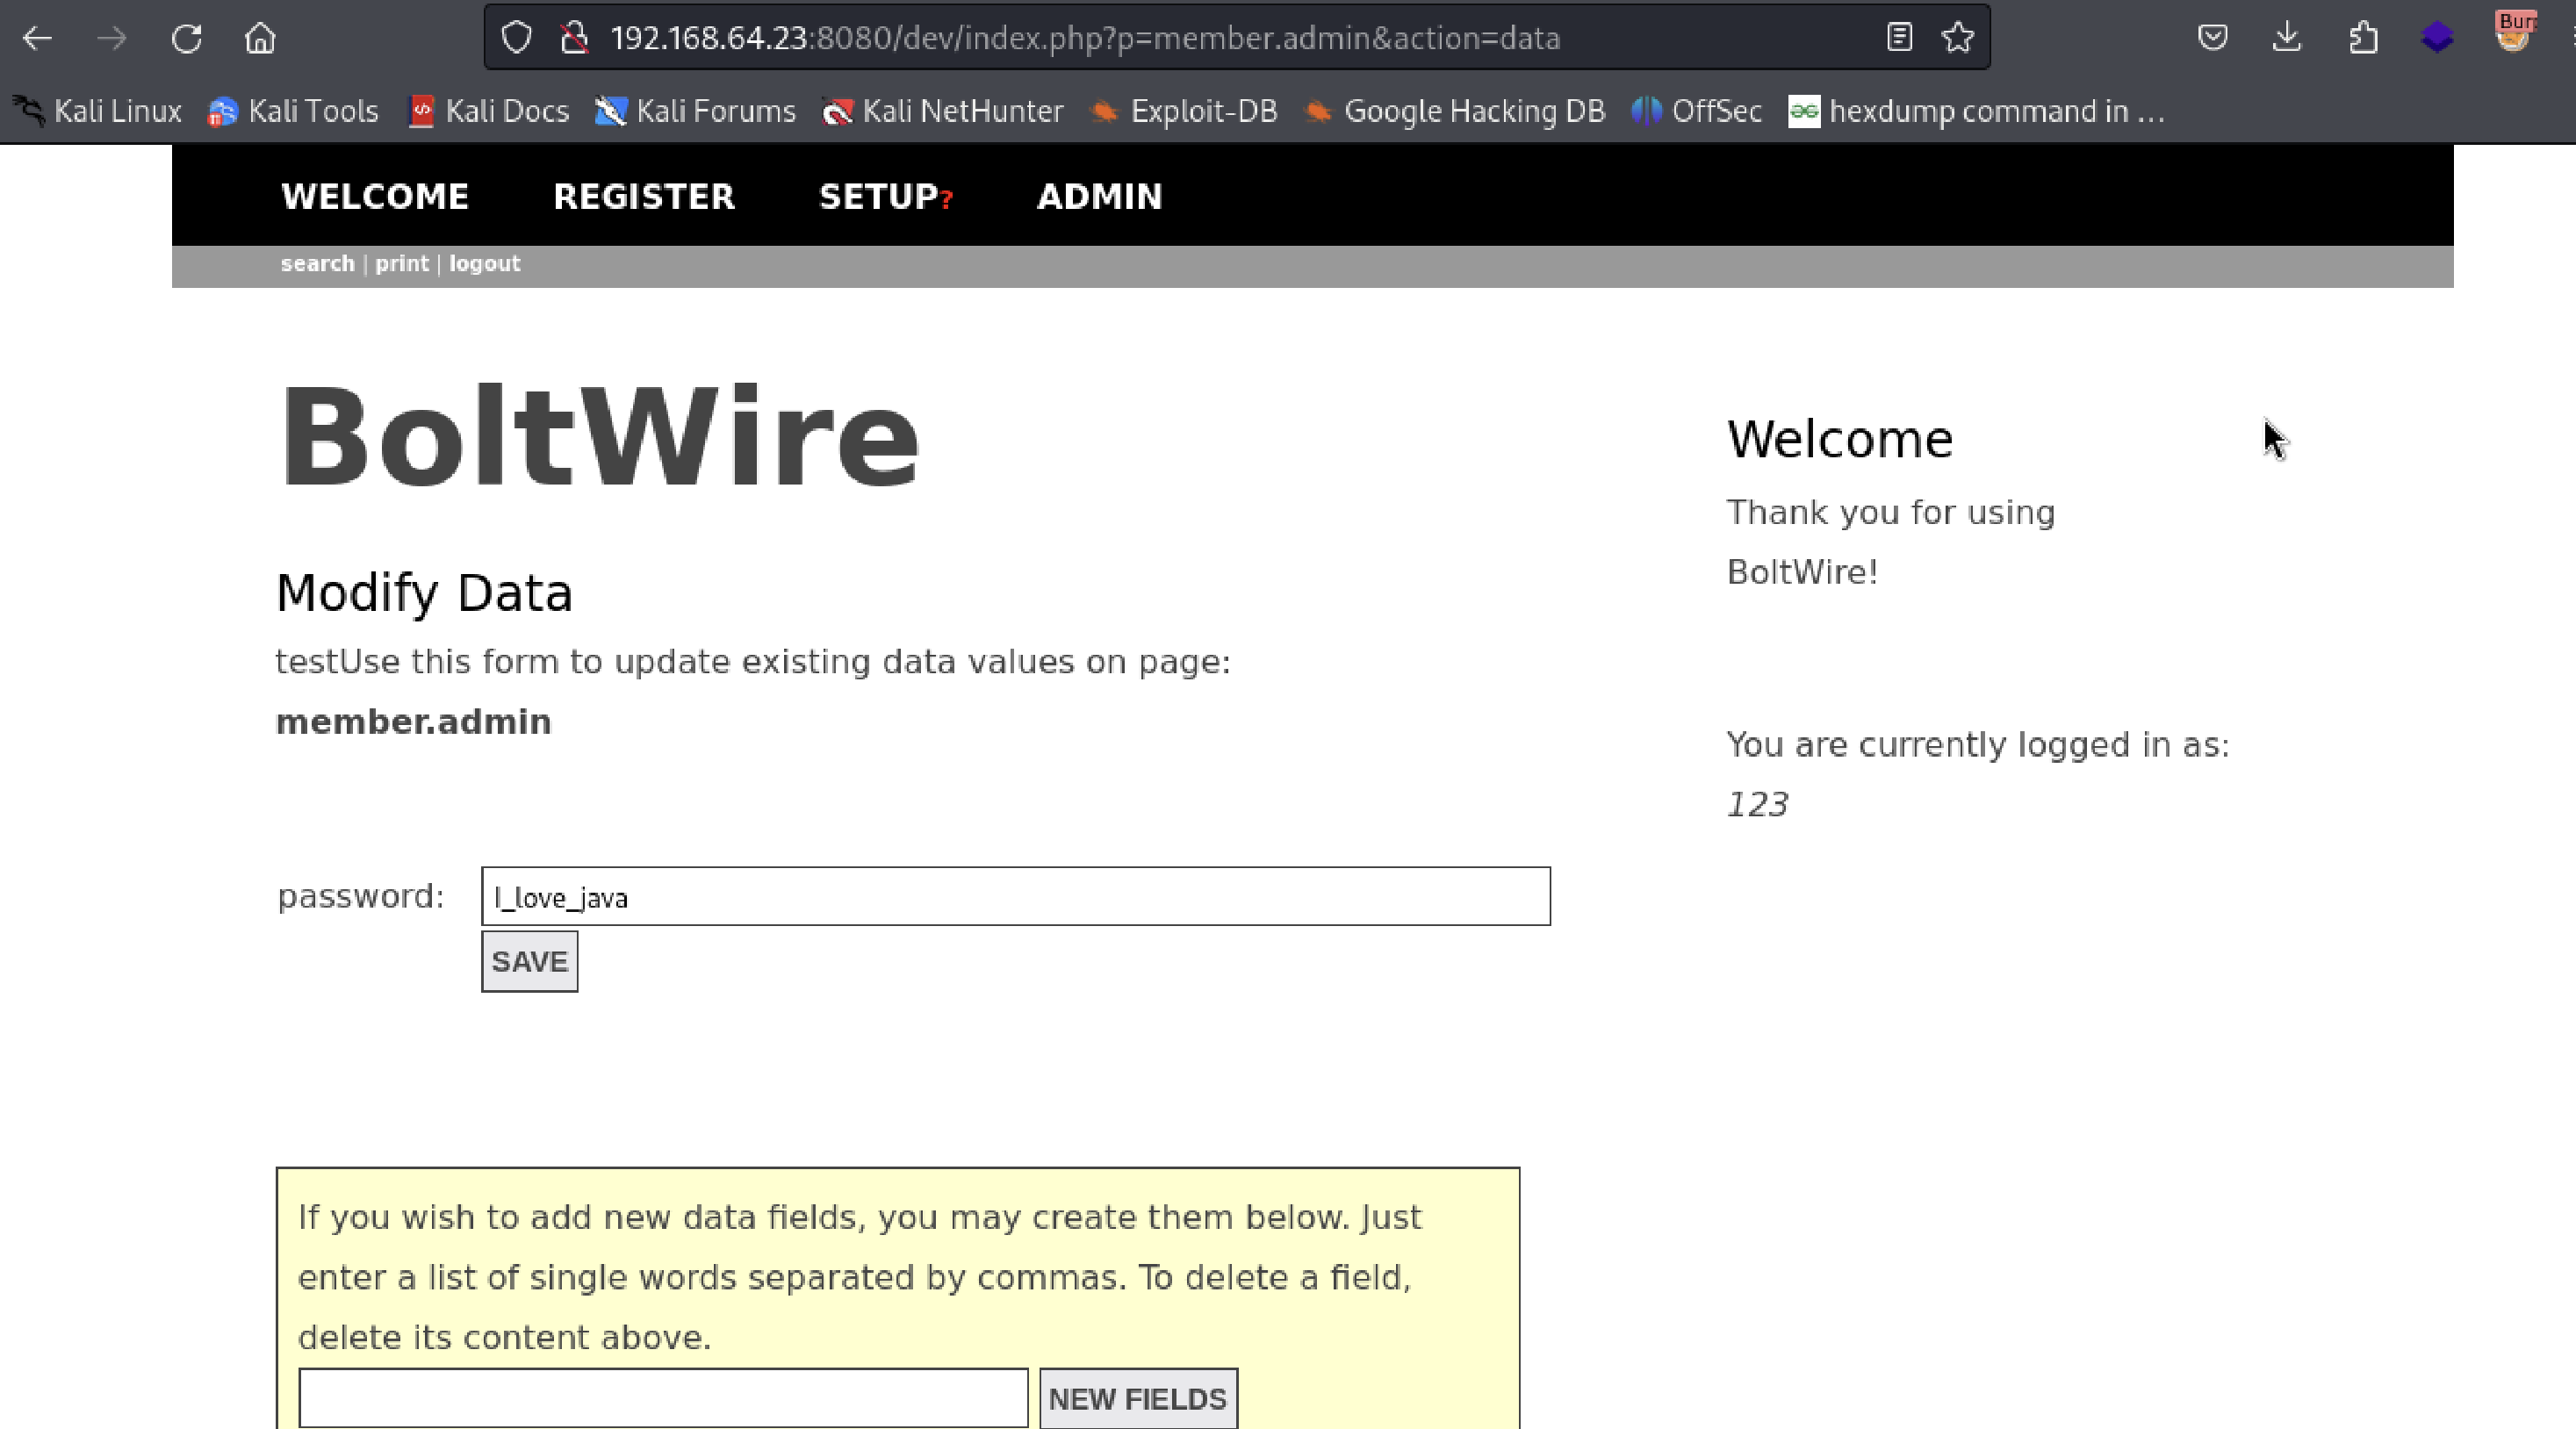 192.168.64.23:8080/dev/index.php?p=member.admin&action=data
Kali Linux Kali Tools Kali Docs Kali Forums Kali NetHunter Exploit-DB Google Hacking DB OffSec hexdump command in …
WELCOME REGISTER SETUP? ADMIN
search | print | logout
BoltWire
Modify Data
testUse this form to update existing data values on page:
member.admin
password: I_love_java
SAVE
If you wish to add new data fields, you may create them below. Just
enter a list of single words separated by commas. To delete a field,
delete its content above.
NEW FIELDS
Welcome
Thank you for using
BoltWire!
You are currently logged in as:
123